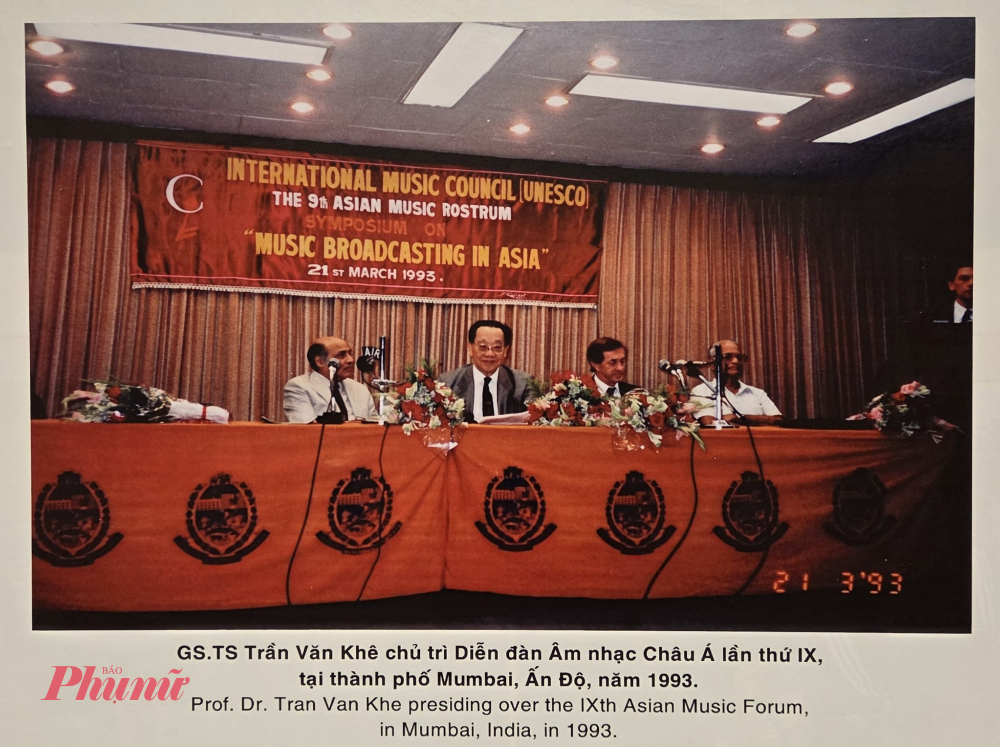 C
INTERNATIONAL MUSIC COUNCIL (UNESCO)
THE 9th ASIAN MUSIC ROSTRUM
SYMPOSIUM ON
"MUSIC BROADCASTING IN ASIA"
21ST MARCH 1993.
AIR
21 3'93
GS.TS Trần Văn Khê chủ trì Diễn đàn Âm nhạc Châu Á lần thứ IX,
tại thành phố Mumbai, Ấn Độ, năm 1993.
Prof. Dr. Tran Van Khe presiding over the IXth Asian Music Forum,
in Mumbai, India, in 1993.
BÁO
Phụ nữ